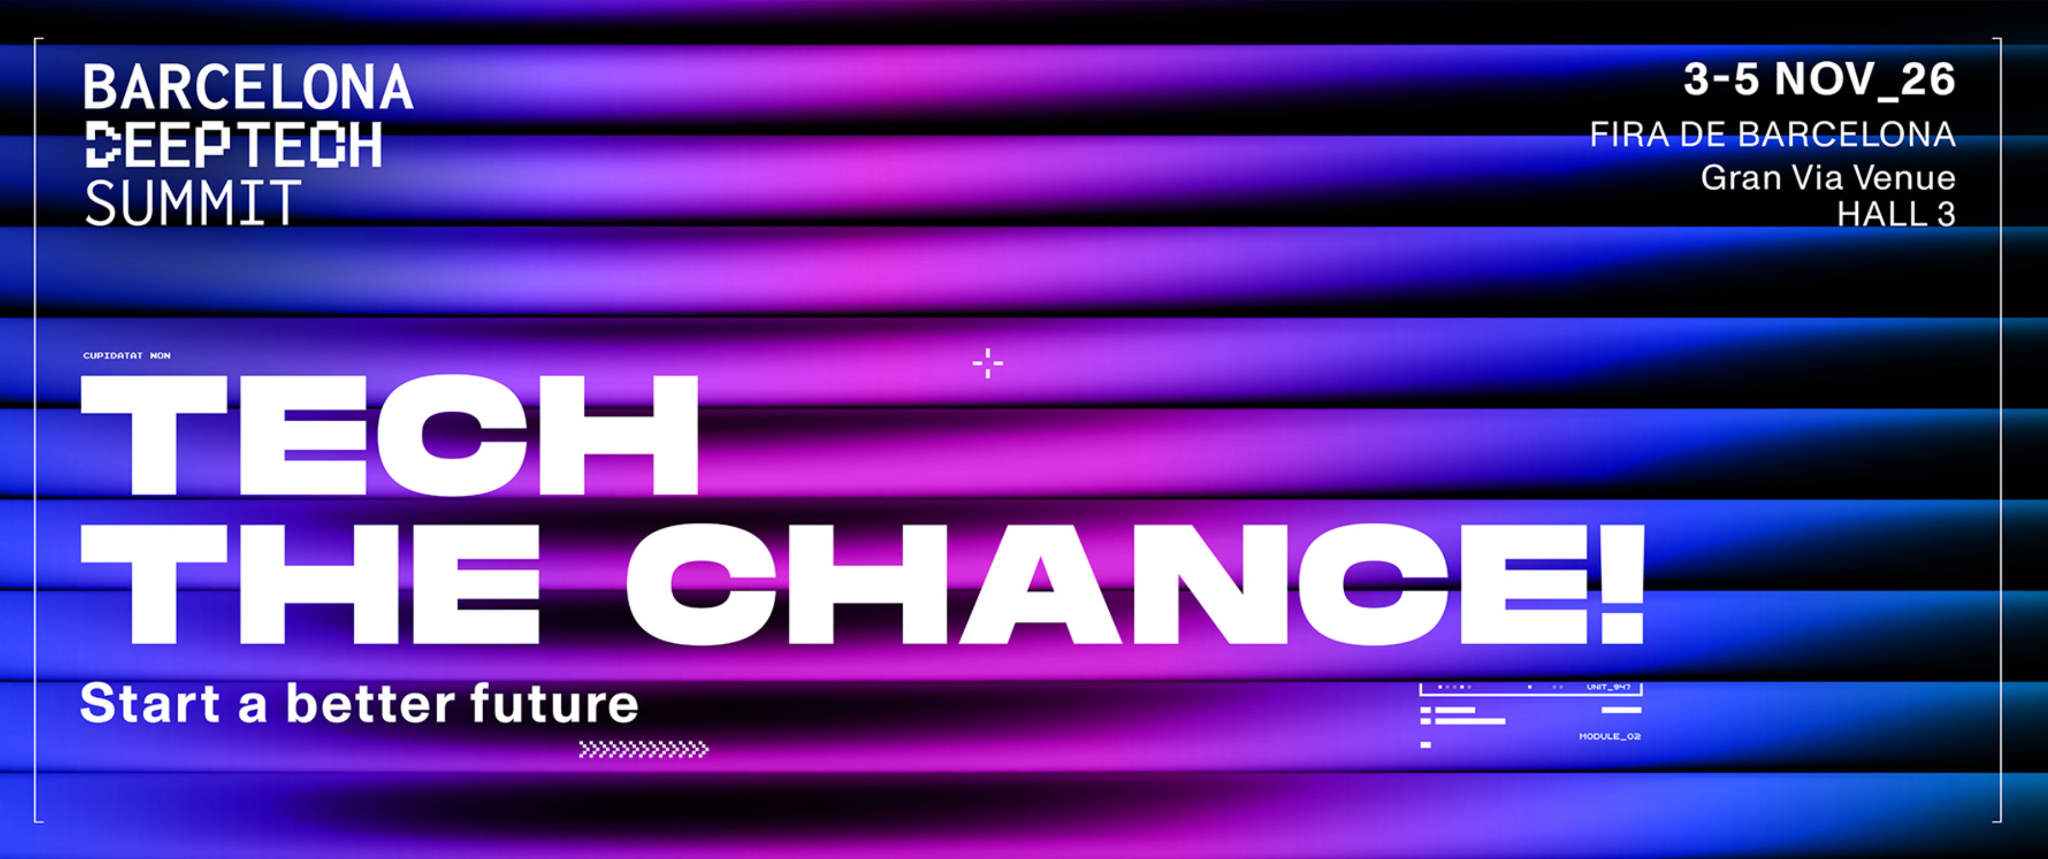 BARCELONA
DEEPTECH
SUMMIT
3-5 NOV_26
FIRA DE BARCELONA
Gran Via Venue
HALL 3
CUPIDATAT NON
TECH
THE CHANCE!
Start a better future
UNIT_947
MODULE_02